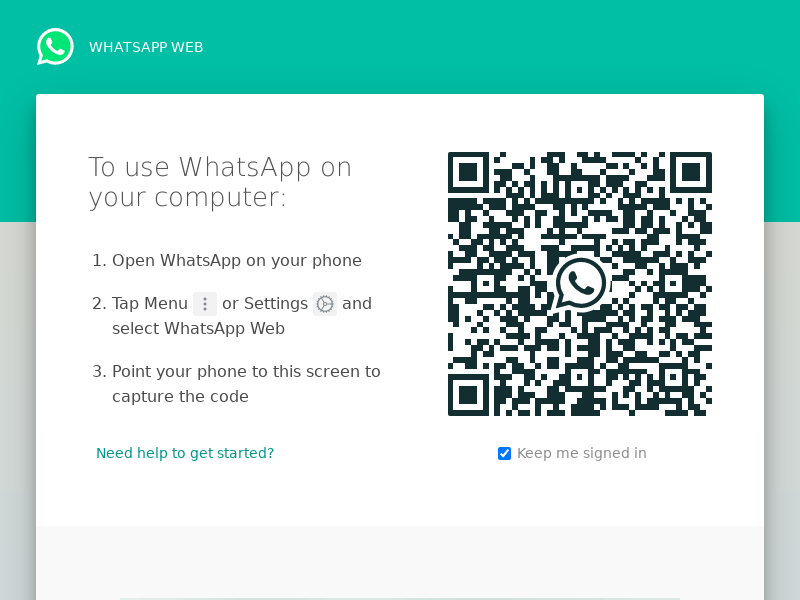 WHATSAPP WEB
To use WhatsApp on
your computer:
1. Open WhatsApp on your phone
2. Tap Menu or Settings and
select WhatsApp Web
3. Point your phone to this screen to
capture the code
Need help to get started?
Keep me signed in